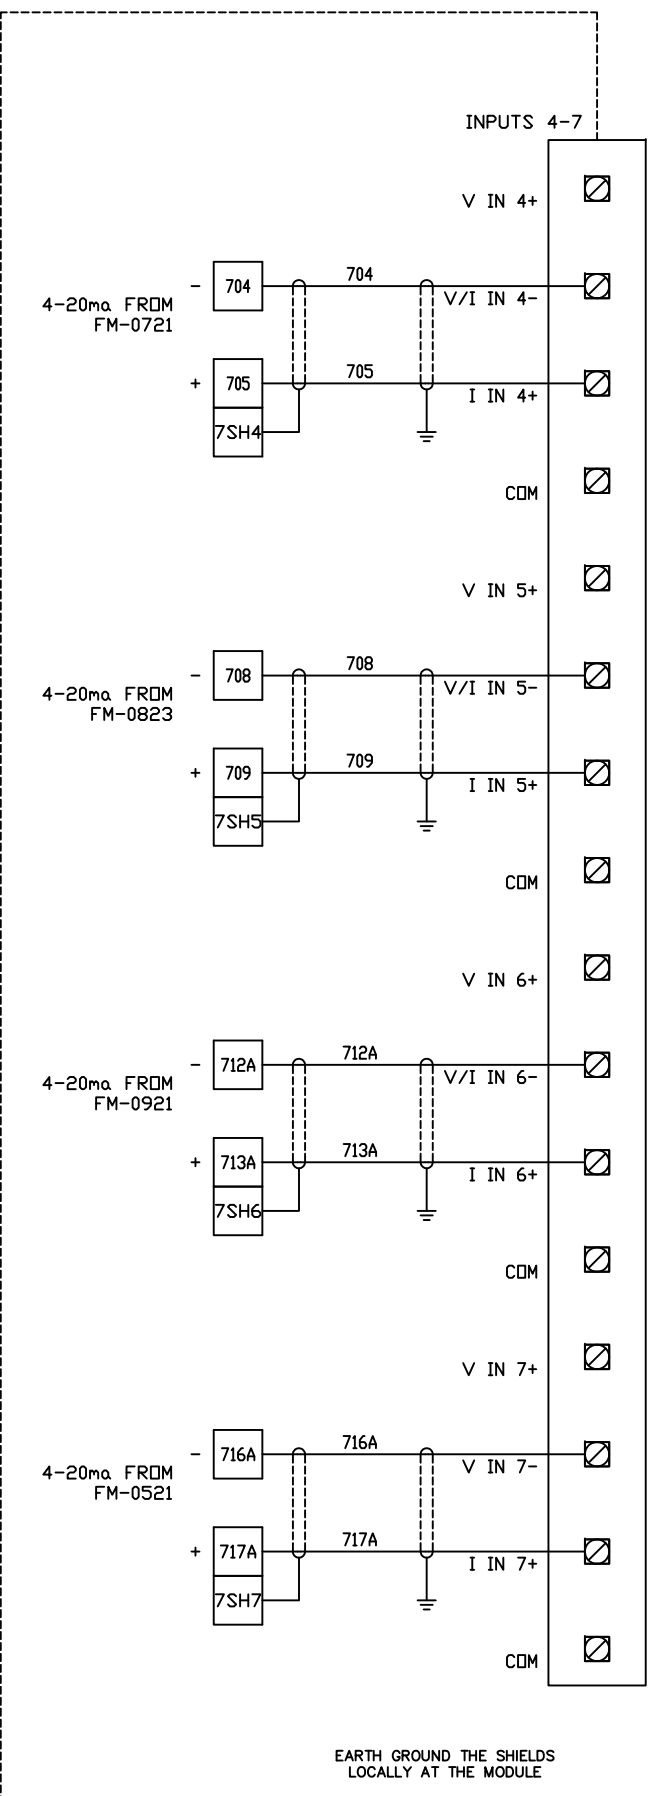 INPUTS 4-7
V IN 4+
704
- 704
V/I IN 4-
4-20ma FROM
FM-0721
705
+ 705
I IN 4+
7SH4
COM
V IN 5+
708
- 708
V/I IN 5-
4-20ma FROM
FM-0823
709
+ 709
I IN 5+
7SH5
COM
V IN 6+
712A
- 712A
V/I IN 6-
4-20ma FROM
FM-0921
713A
+ 713A
I IN 6+
7SH6
COM
V IN 7+
716A
- 716A
V IN 7-
4-20ma FROM
FM-0521
717A
+ 717A
I IN 7+
7SH7
COM
EARTH GROUND THE SHIELDS
LOCALLY AT THE MODULE